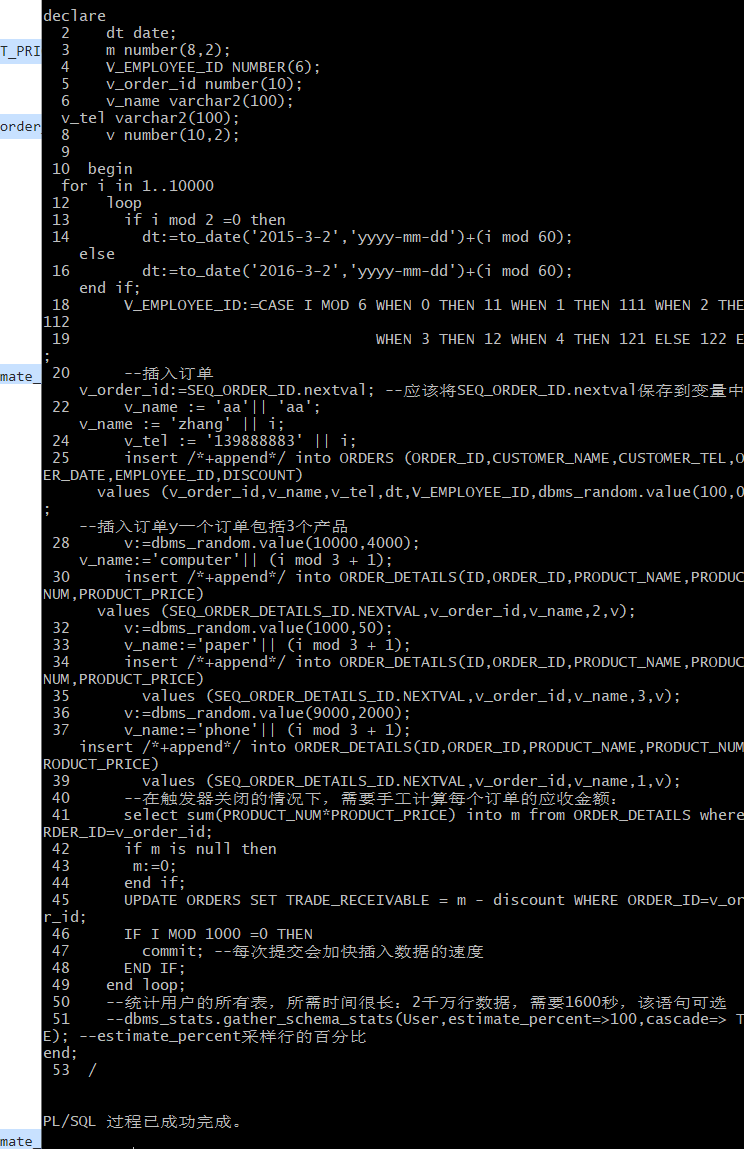 T_PRI
order
mate_
mate_
declare
2 dt date;
3 m number(8,2);
4 V_EMPLOYEE_ID NUMBER(6);
5 v_order_id number(10);
6 v_name varchar2(100);
v_tel varchar2(100);
8 v number(10,2);
9
10 begin
for i in 1..10000
12 loop
13 if i mod 2 =0 then
14 dt:=to_date('2015-3-2','yyyy-mm-dd')+(i mod 60);
else
16 dt:=to_date('2016-3-2','yyyy-mm-dd')+(i mod 60);
end if;
18 V_EMPLOYEE_ID:=CASE I MOD 6 WHEN 0 THEN 11 WHEN 1 THEN 111 WHEN 2 THE
112
19 WHEN 3 THEN 12 WHEN 4 THEN 121 ELSE 122 E
;
20 --插入订单
v_order_id:=SEQ_ORDER_ID.nextval; --应该将SEQ_ORDER_ID.nextval保存到变量中
22 v_name := 'aa'|| 'aa';
v_name := 'zhang' || i;
24 v_tel := '139888883' || i;
25 insert /*+append*/ into ORDERS (ORDER_ID,CUSTOMER_NAME,CUSTOMER_TEL,O
ER_DATE,EMPLOYEE_ID,DISCOUNT)
values (v_order_id,v_name,v_tel,dt,V_EMPLOYEE_ID,dbms_random.value(100,0
;
--插入订单y一个订单包括3个产品
28 v:=dbms_random.value(10000,4000);
v_name:='computer'|| (i mod 3 + 1);
30 insert /*+append*/ into ORDER_DETAILS(ID,ORDER_ID,PRODUCT_NAME,PRODUC
NUM,PRODUCT_PRICE)
values (SEQ_ORDER_DETAILS_ID.NEXTVAL,v_order_id,v_name,2,v);
32 v:=dbms_random.value(1000,50);
33 v_name:='paper'|| (i mod 3 + 1);
34 insert /*+append*/ into ORDER_DETAILS(ID,ORDER_ID,PRODUCT_NAME,PRODUC
NUM,PRODUCT_PRICE)
35 values (SEQ_ORDER_DETAILS_ID.NEXTVAL,v_order_id,v_name,3,v);
36 v:=dbms_random.value(9000,2000);
37 v_name:='phone'|| (i mod 3 + 1);
insert /*+append*/ into ORDER_DETAILS(ID,ORDER_ID,PRODUCT_NAME,PRODUCT_NUM
RODUCT_PRICE)
39 values (SEQ_ORDER_DETAILS_ID.NEXTVAL,v_order_id,v_name,1,v);
40 --在触发器关闭的情况下，需要手工计算每个订单的应收金额：
41 select sum(PRODUCT_NUM*PRODUCT_PRICE) into m from ORDER_DETAILS where
RDER_ID=v_order_id;
42 if m is null then
43 m:=0;
44 end if;
45 UPDATE ORDERS SET TRADE_RECEIVABLE = m - discount WHERE ORDER_ID=v_or
r_id;
46 IF I MOD 1000 =0 THEN
47 commit; --每次提交会加快插入数据的速度
48 END IF;
49 end loop;
50 --统计用户的所有表，所需时间很长：2千万行数据，需要1600秒，该语句可选
51 --dbms_stats.gather_schema_stats(User,estimate_percent=>100,cascade=> T
E); --estimate_percent采样行的百分比
end;
53 /
PL/SQL 过程已成功完成。